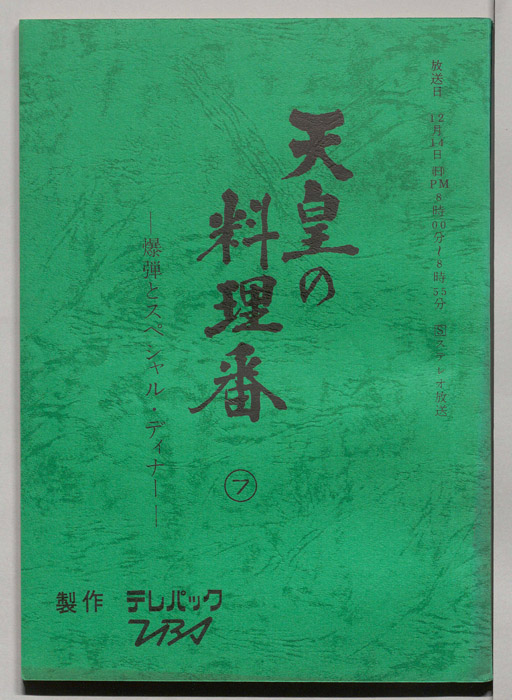 放送日 12月14日 (日) PM 8時00分〜8時55分 Sステレオ放送
天皇の
料理番
⑦
―爆弾とスペシャル・ディナー―
製作 テレパック
TBS